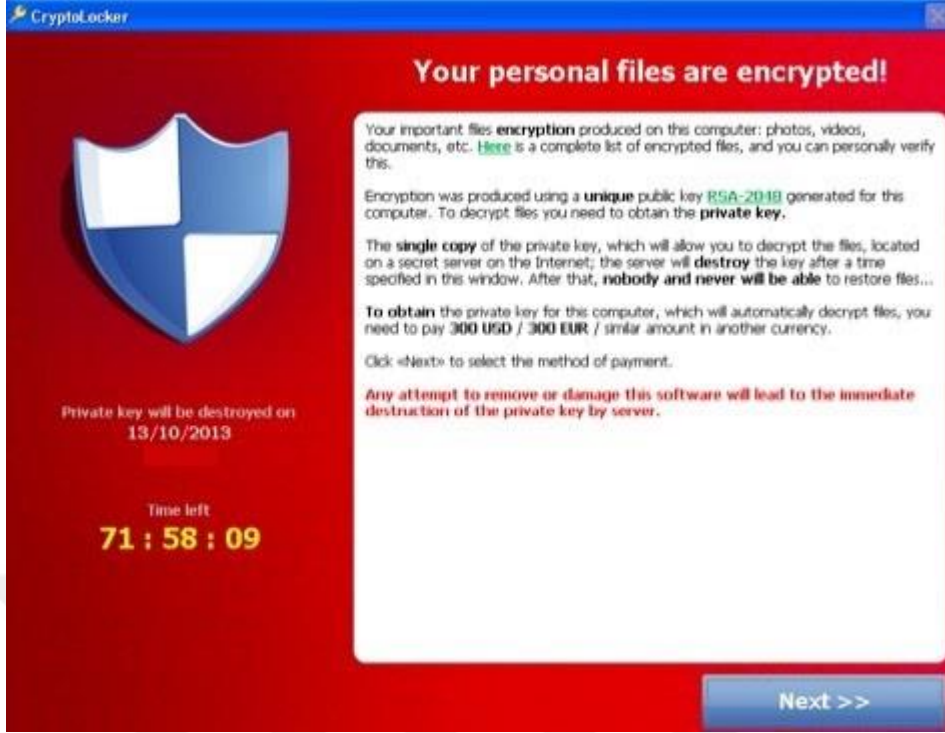 CryptoLocker
Your personal files are encrypted!
Your important files encryption produced on this computer: photos, videos,
documents, etc. Here is a complete list of encrypted files, and you can personally verify
this.
Encryption was produced using a unique public key RSA-2048 generated for this
computer. To decrypt files you need to obtain the private key.
The single copy of the private key, which will allow you to decrypt the files, located
on a secret server on the Internet; the server will destroy the key after a time
specified in this window. After that, nobody and never will be able to restore files...
To obtain the private key for this computer, which will automatically decrypt files, you
need to pay 300 USD / 300 EUR / similar amount in another currency.
Click «Next» to select the method of payment.
Any attempt to remove or damage this software will lead to the immediate
destruction of the private key by server.
Private key will be destroyed on
13/10/2013
Time left
71 : 58 : 09
Next >>